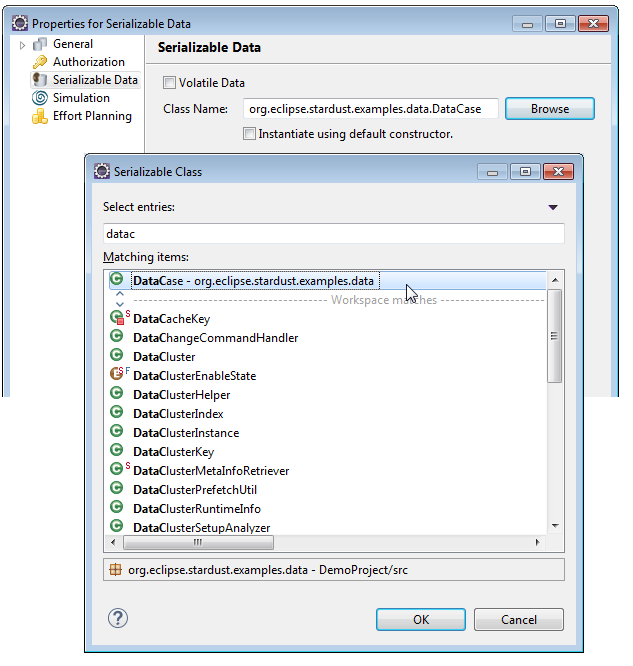 Properties for Serializable Data
General
Authorization
Serializable Data
Simulation
Effort Planning
Serializable Data
Volatile Data
Class Name: org.eclipse.stardust.examples.data.DataCase Browse
Instantiate using default constructor.
Serializable Class
Select entries:
datac
Matching items:
C DataCase - org.eclipse.stardust.examples.data
Workspace matches
C S DataCacheKey
C DataChangeCommandHandler
C DataCluster
E S F DataClusterEnableState
C DataClusterHelper
C DataClusterIndex
C DataClusterInstance
C DataClusterKey
C S DataClusterMetaInfoRetriever
C DataClusterPrefetchUtil
C DataClusterRuntimeInfo
C DataClusterSetupAnalyzer
org.eclipse.stardust.examples.data - DemoProject/src
? OK Cancel